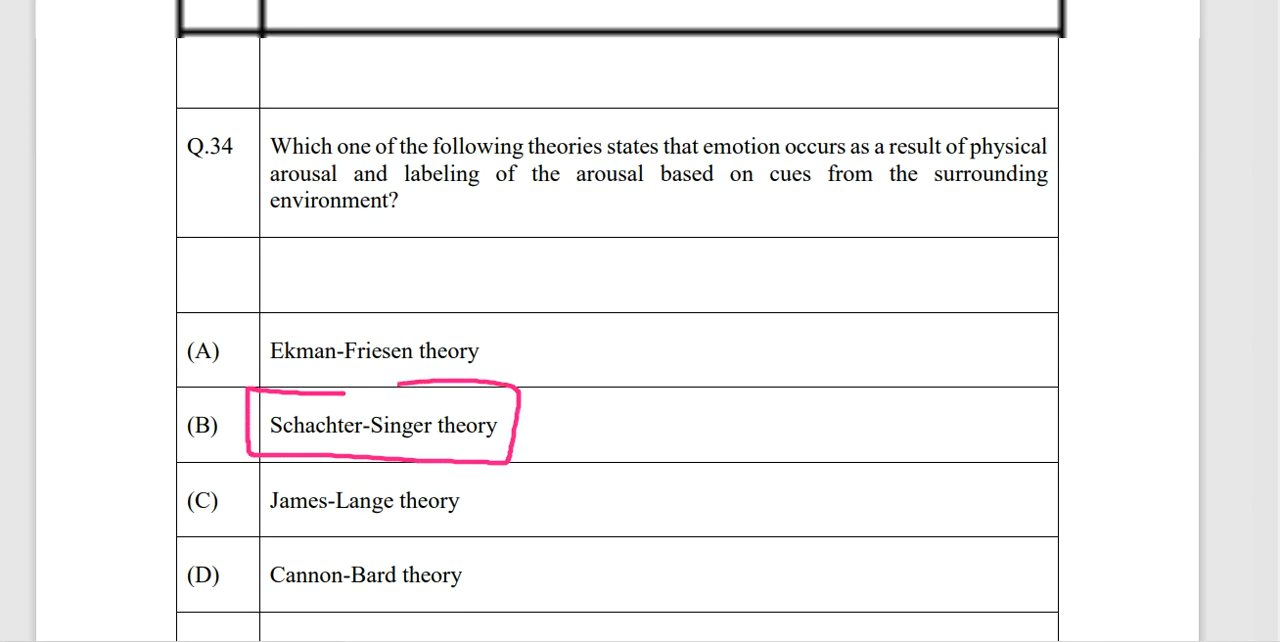 Q.34
Which one of the following theories states that emotion occurs as a result of physical
arousal and labeling of the arousal based on cues from the surrounding
environment?
(A) Ekman-Friesen theory
(B) Schachter-Singer theory
(C) James-Lange theory
(D) Cannon-Bard theory